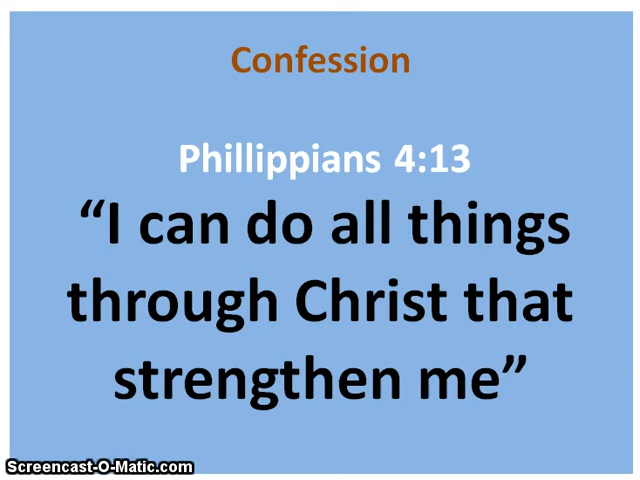 Confession
Phillippians 4:13
“I can do all things
through Christ that
strengthen me”
Screencast-O-Matic.com